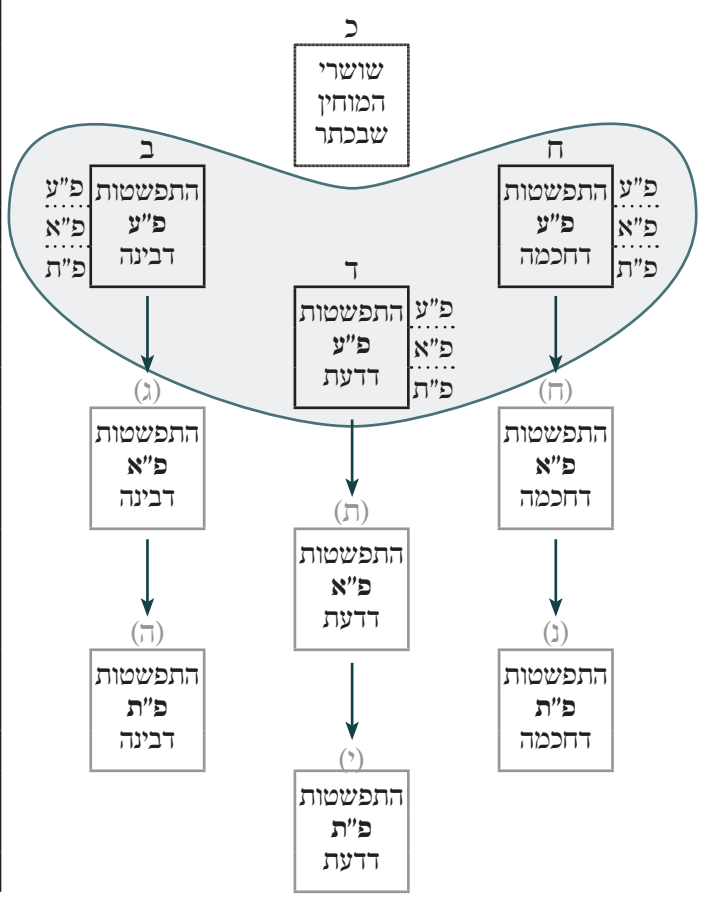 כ
שושרי
המוחין
שבכתר
ח
התפשטות
פ"ע
דחכמה
פ"ע
פ"א
פ"ת
ב
התפשטות
פ"ע
דבינה
פ"ע
פ"א
פ"ת
ד
התפשטות
פ"ע
דדעת
פ"ע
פ"א
פ"ת
(ח)
התפשטות
פ"א
דחכמה
(ג)
התפשטות
פ"א
דבינה
(ת)
התפשטות
פ"א
דדעת
(נ)
התפשטות
פ"ת
דחכמה
(ה)
התפשטות
פ"ת
דבינה
(י)
התפשטות
פ"ת
דדעת